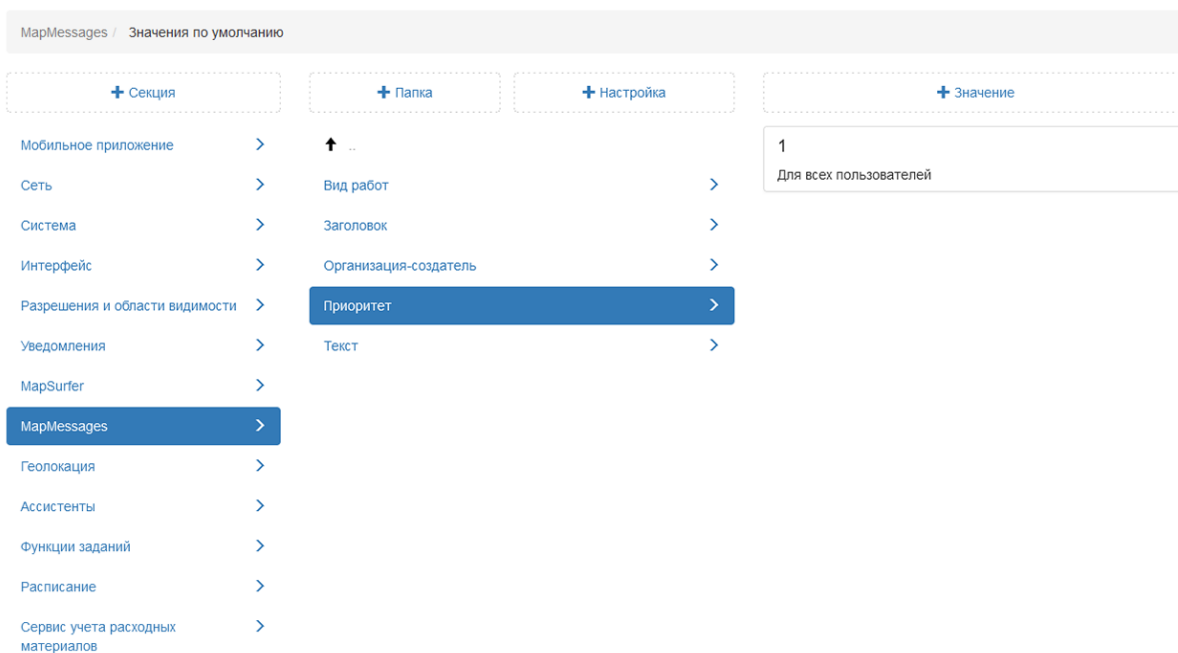 MapMessages / Значения по умолчанию
+ Секция
+ Папка
+ Настройка
+ Значение
Мобильное приложение
Сеть
Система
Интерфейс
Разрешения и области видимости
Уведомления
MapSurfer
MapMessages
Геолокация
Ассистенты
Функции заданий
Расписание
Сервис учета расходных
материалов
..
Вид работ
Заголовок
Организация-создатель
Приоритет
Текст
1
Для всех пользователей